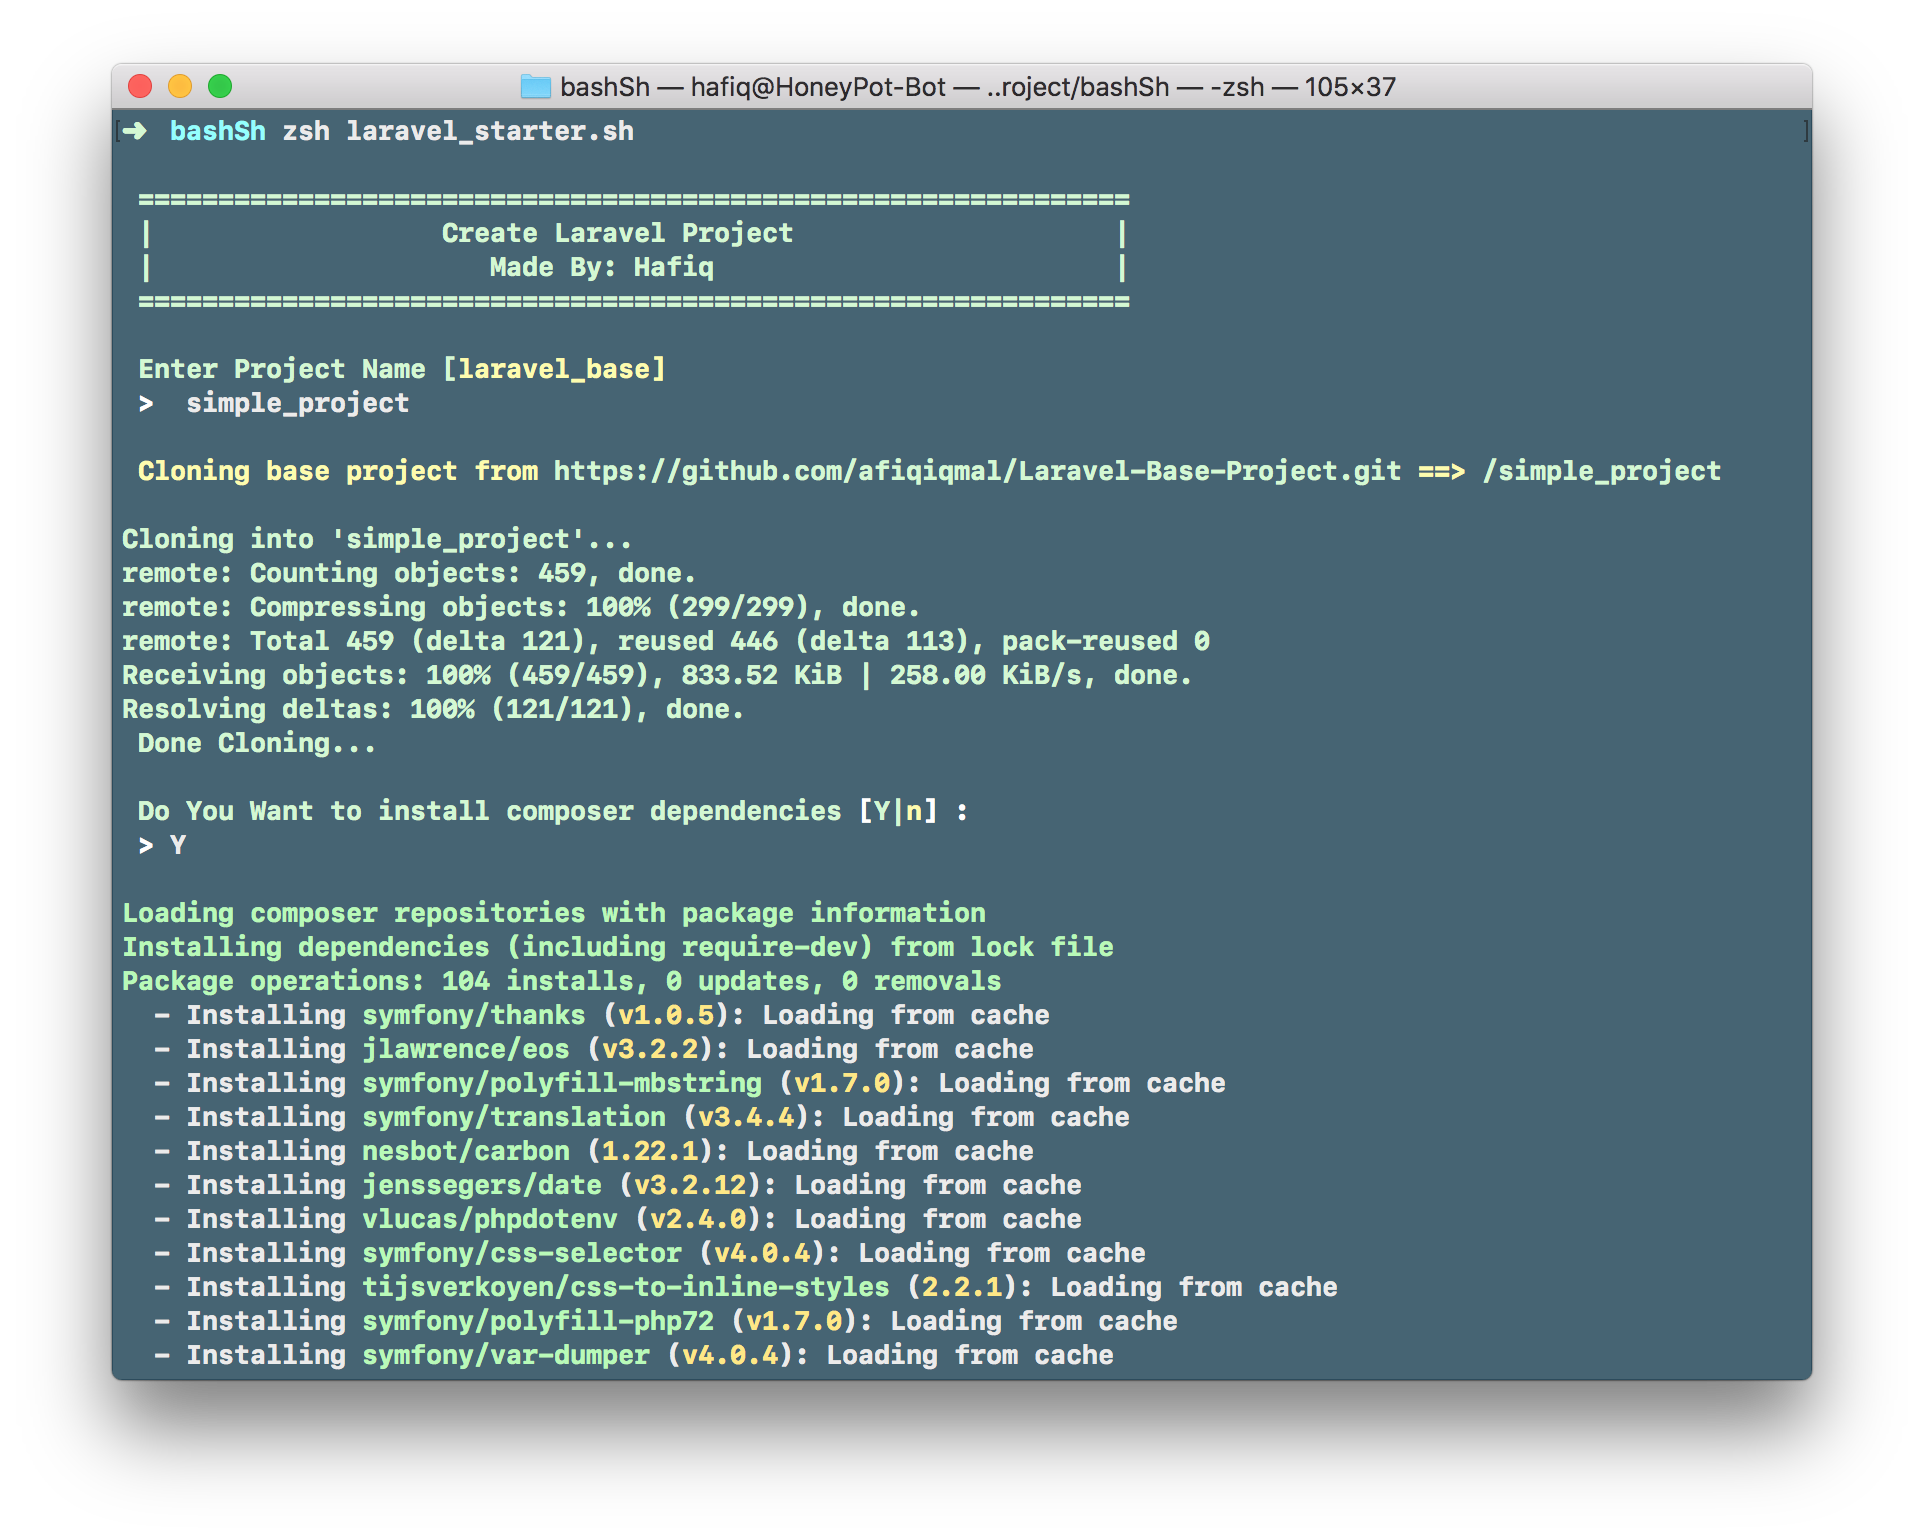 bashSh — hafiq@HoneyPot-Bot — ..roject/bashSh — -zsh — 105×37
[➜  bashSh zsh laravel_starter.sh ]
==============================================================
|                  Create Laravel Project                    |
|                     Made By: Hafiq                         |
==============================================================
Enter Project Name [laravel_base]
>  simple_project
Cloning base project from https://github.com/afiqiqmal/Laravel-Base-Project.git ==> /simple_project
Cloning into 'simple_project'...
remote: Counting objects: 459, done.
remote: Compressing objects: 100% (299/299), done.
remote: Total 459 (delta 121), reused 446 (delta 113), pack-reused 0
Receiving objects: 100% (459/459), 833.52 KiB | 258.00 KiB/s, done.
Resolving deltas: 100% (121/121), done.
Done Cloning...
Do You Want to install composer dependencies [Y|n] :
> Y
Loading composer repositories with package information
Installing dependencies (including require-dev) from lock file
Package operations: 104 installs, 0 updates, 0 removals
- Installing symfony/thanks (v1.0.5): Loading from cache
- Installing jlawrence/eos (v3.2.2): Loading from cache
- Installing symfony/polyfill-mbstring (v1.7.0): Loading from cache
- Installing symfony/translation (v3.4.4): Loading from cache
- Installing nesbot/carbon (1.22.1): Loading from cache
- Installing jenssegers/date (v3.2.12): Loading from cache
- Installing vlucas/phpdotenv (v2.4.0): Loading from cache
- Installing symfony/css-selector (v4.0.4): Loading from cache
- Installing tijsverkoyen/css-to-inline-styles (2.2.1): Loading from cache
- Installing symfony/polyfill-php72 (v1.7.0): Loading from cache
- Installing symfony/var-dumper (v4.0.4): Loading from cache